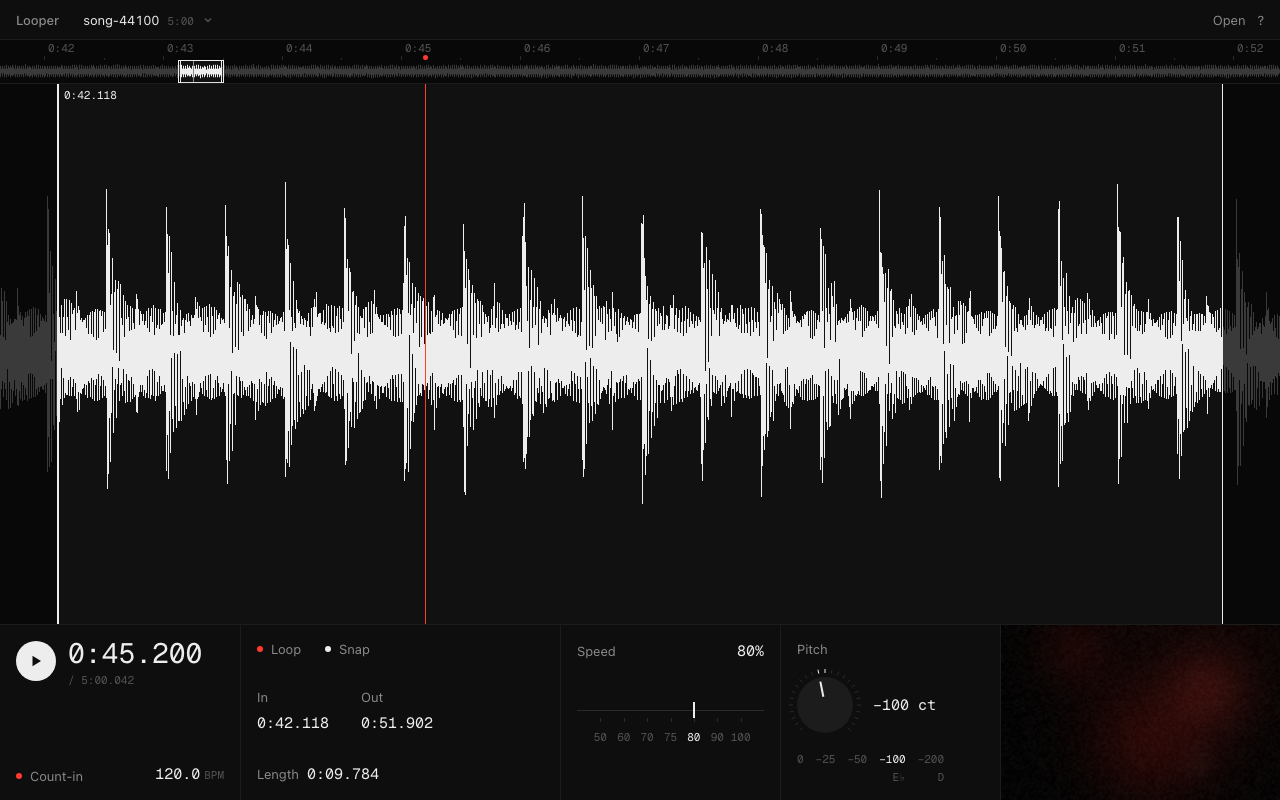 Looper song-44100 5:00 Open ?
0:42 0:43 0:44 0:45 0:46 0:47 0:48 0:49 0:50 0:51 0:52
0:42.118
0:45.200
/ 5:00.042
Count-in 120.0 BPM
Loop Snap
In Out
0:42.118 0:51.902
Length 0:09.784
Speed 80%
50 60 70 75 80 90 100
Pitch
−100 ct
0 −25 −50 −100 −200
E♭ D